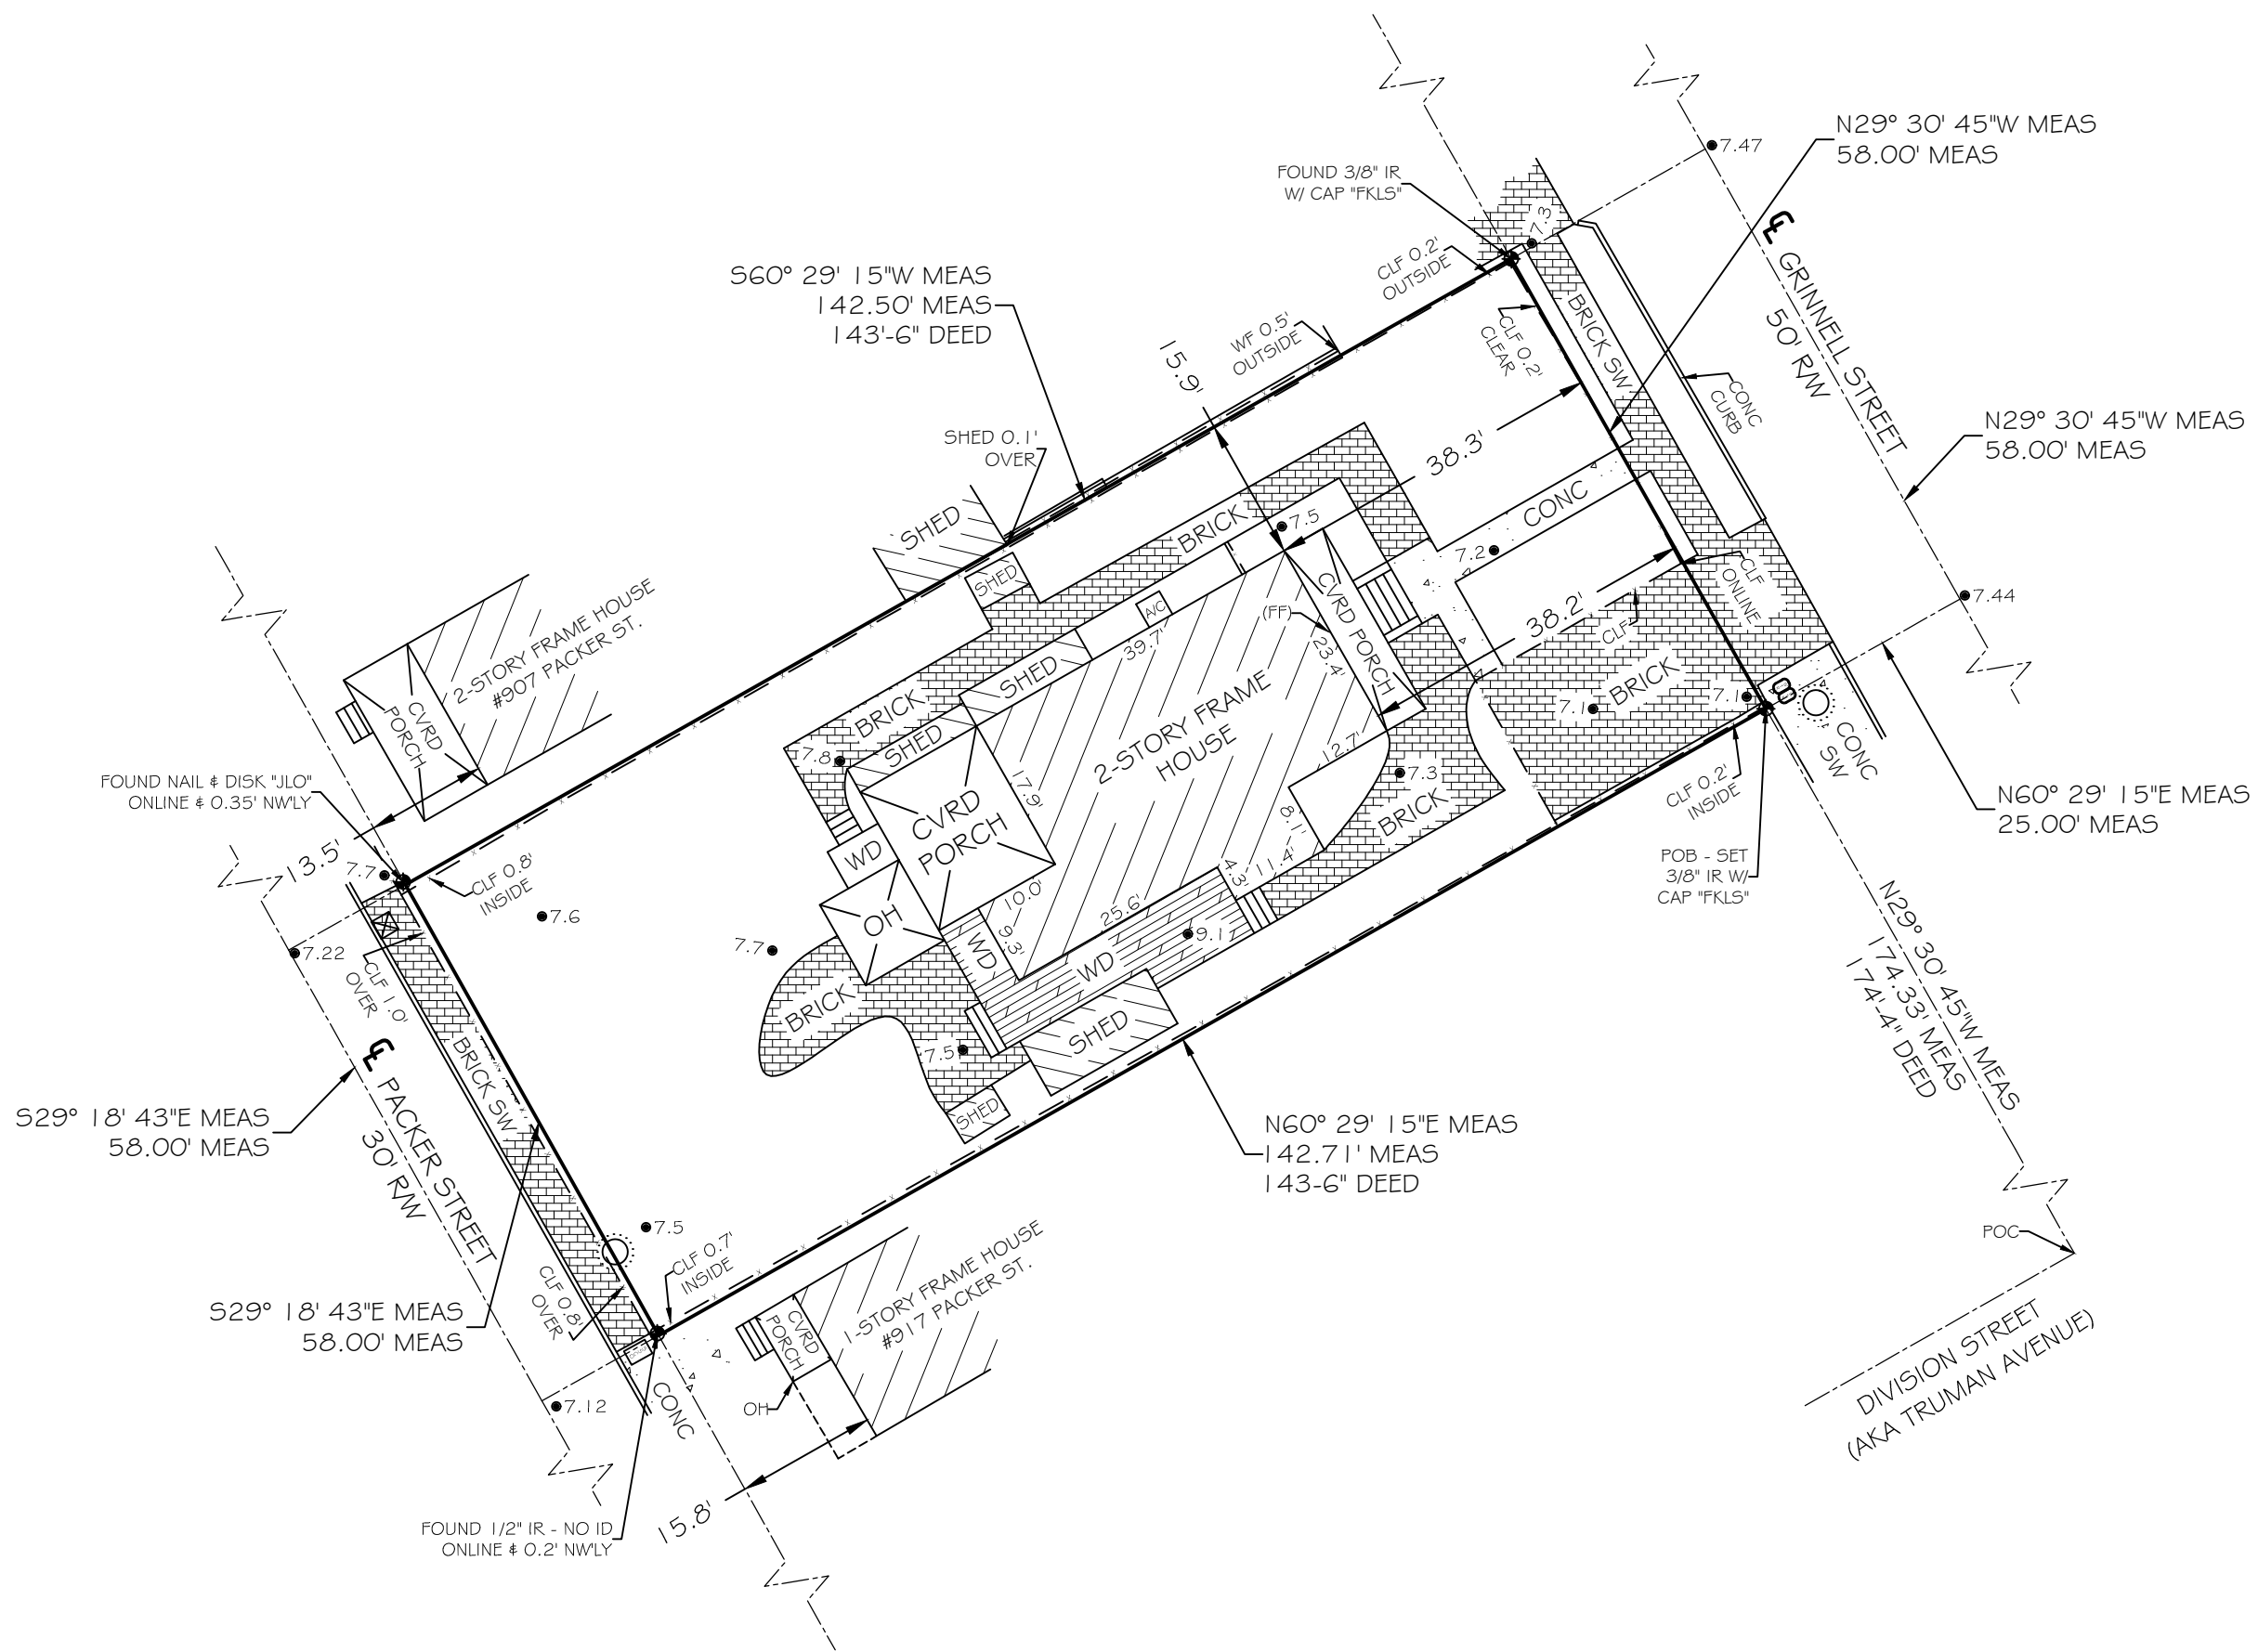 N29° 30' 45"W MEAS
58.00' MEAS
7.47
FOUND 3/8" IR
W/ CAP "FKLS"
7.3
CLF 0.2'
OUTSIDE
℄ GRINNELL STREET
50' R/W
S60° 29' 15"W MEAS
142.50' MEAS
143'-6" DEED
WF 0.5'
OUTSIDE
15.9'
CLF 0.2'
CLEAR
BRICK SW
CONC
CURB
N29° 30' 45"W MEAS
58.00' MEAS
SHED 0.1'
OVER
38.3'
SHED
BRICK
7.5
CONC
7.2
SHED
A/C
(FF)
CVRD PORCH
23.4'
39.7'
38.2'
CLF
CLF
ONLINE
7.44
2-STORY FRAME HOUSE
#907 PACKER ST.
CVRD
PORCH
SHED
BRICK
SHED
7.8
2-STORY FRAME
HOUSE
BRICK
7.1
7.1
CONC
SW
N60° 29' 15"E MEAS
25.00' MEAS
12.7'
7.3
BRICK
CLF 0.2'
INSIDE
POB - SET
3/8" IR W/
CAP "FKLS"
FOUND NAIL & DISK "JLO"
ONLINE & 0.35' NW'LY
13.5'
7.7
CLF 0.8'
INSIDE
7.6
7.22
17.9'
CVRD
PORCH
WD
OH
8.1'
11.4'
4.3'
10.0'
25.6'
9.3'
9.1
WD
WD
7.7
BRICK
7.5
SHED
SHED
N29° 30' 45"W MEAS
174.33' MEAS
174'-4" DEED
CLF 1.0'
OVER
℄ PACKER STREET
30' R/W
BRICK SW
S29° 18' 43"E MEAS
58.00' MEAS
N60° 29' 15"E MEAS
142.71' MEAS
143-6" DEED
7.5
CLF 0.7'
INSIDE
1-STORY FRAME HOUSE
#917 PACKER ST.
CVRD
PORCH
OH
POC
DIVISION STREET
(AKA TRUMAN AVENUE)
S29° 18' 43"E MEAS
58.00' MEAS
CLF 0.8'
OVER
7.12
CONC
15.8'
FOUND 1/2" IR - NO ID
ONLINE & 0.2' NW'LY